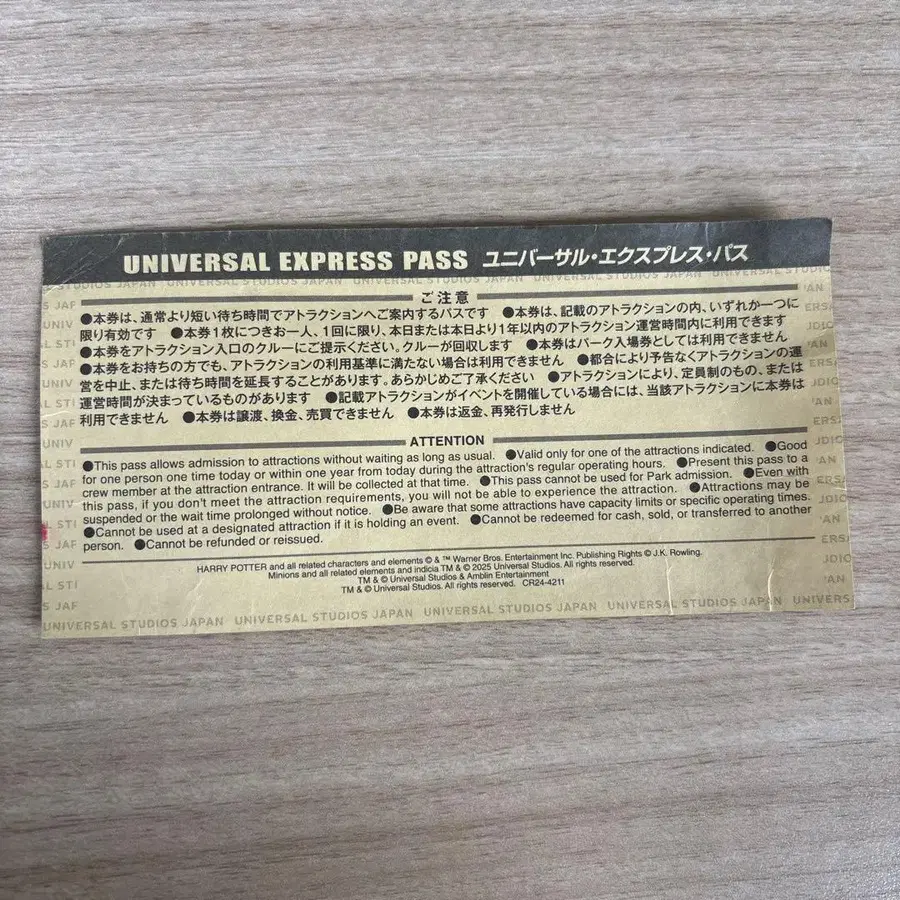 UNIVERSAL EXPRESS PASS ユニバーサル・エクスプレス・パス
ご注意
●本券は、通常より短い待ち時間でアトラクションへご案内するパスです ●本券は、記載のアトラクションの内、いずれか一つに
限り有効です ●本券1枚につきお一人、1回に限り、本日または本日より1年以内のアトラクション運営時間内に利用できます
●本券をアトラクション入口のクルーにご提示ください。クルーが回収します ●本券はパーク入場券としては利用できません
●本券をお持ちの方でも、アトラクションの利用基準に満たない場合は利用できません ●都合により予告なくアトラクションの運
営を中止、または待ち時間を延長することがあります。あらかじめご了承ください ●アトラクションにより、定員制のもの、または
運営時間が決まっているものがあります ●記載アトラクションがイベントを開催している場合には、当該アトラクションに本券は
利用できません ●本券は譲渡、換金、売買できません ●本券は返金、再発行しません
ATTENTION
●This pass allows admission to attractions without waiting as long as usual. ●Valid only for one of the attractions indicated. ●Good
for one person one time today or within one year from today during the attraction's regular operating hours. ●Present this pass to a
crew member at the attraction entrance. It will be collected at that time. ●This pass cannot be used for Park admission. ●Even with
this pass, if you don't meet the attraction requirements, you will not be able to experience the attraction. ●Attractions may be
suspended or the wait time prolonged without notice. ●Be aware that some attractions have capacity limits or specific operating times.
●Cannot be used at a designated attraction if it is holding an event. ●Cannot be redeemed for cash, sold, or transferred to another
person. ●Cannot be refunded or reissued.
HARRY POTTER and all related characters and elements © & ™ Warner Bros. Entertainment Inc. Publishing Rights © J.K. Rowling.
Minions and all related elements and indicia TM & © 2025 Universal Studios. All rights reserved.
TM & © Universal Studios & Amblin Entertainment
TM & © Universal Studios. All rights reserved. CR24-4211
UNIVERSAL STUDIOS JAPAN UNIVERSAL STUDIOS JAPAN UNIVERSAL STUDIOS JAPAN UNIVERS